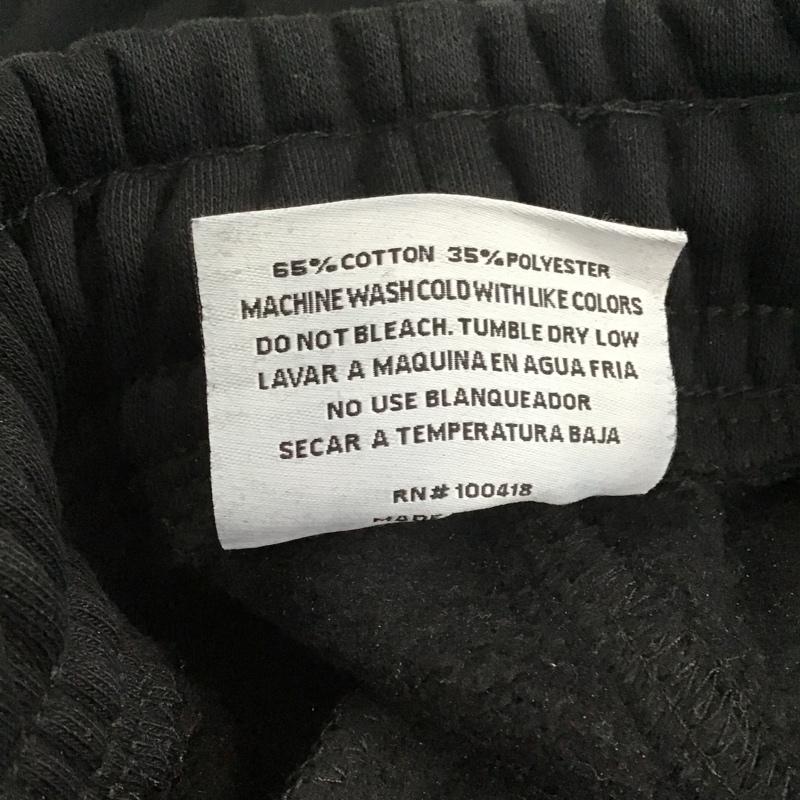 65% COTTON 35% POLYESTER
MACHINE WASH COLD WITH LIKE COLORS
DO NOT BLEACH. TUMBLE DRY LOW
LAVAR A MAQUINA EN AGUA FRIA
NO USE BLANQUEADOR
SECAR A TEMPERATURA BAJA
RN# 100418
MADE